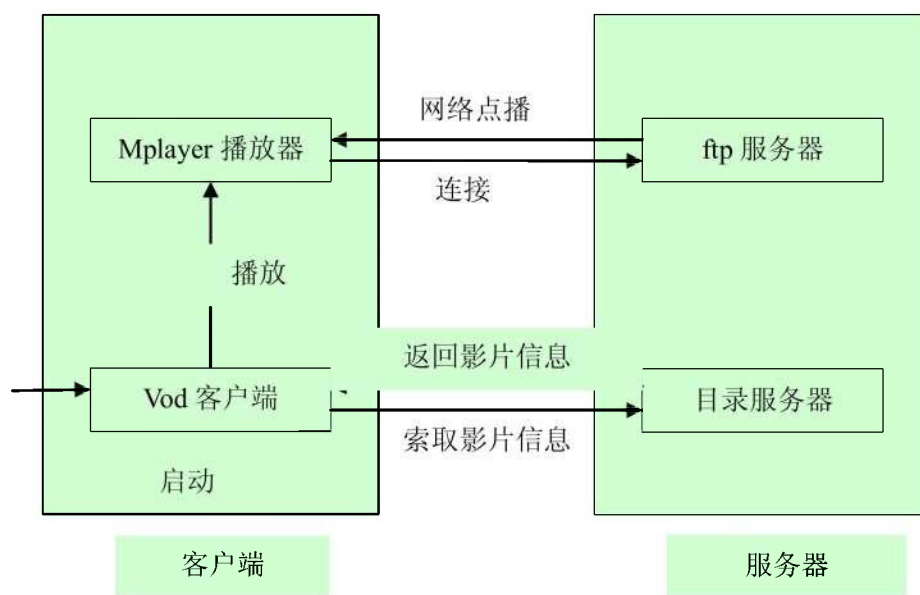 网络点播
Mplayer 播放器
ftp 服务器
连接
播放
返回影片信息
Vod 客户端
目录服务器
索取影片信息
启动
客户端
服务器